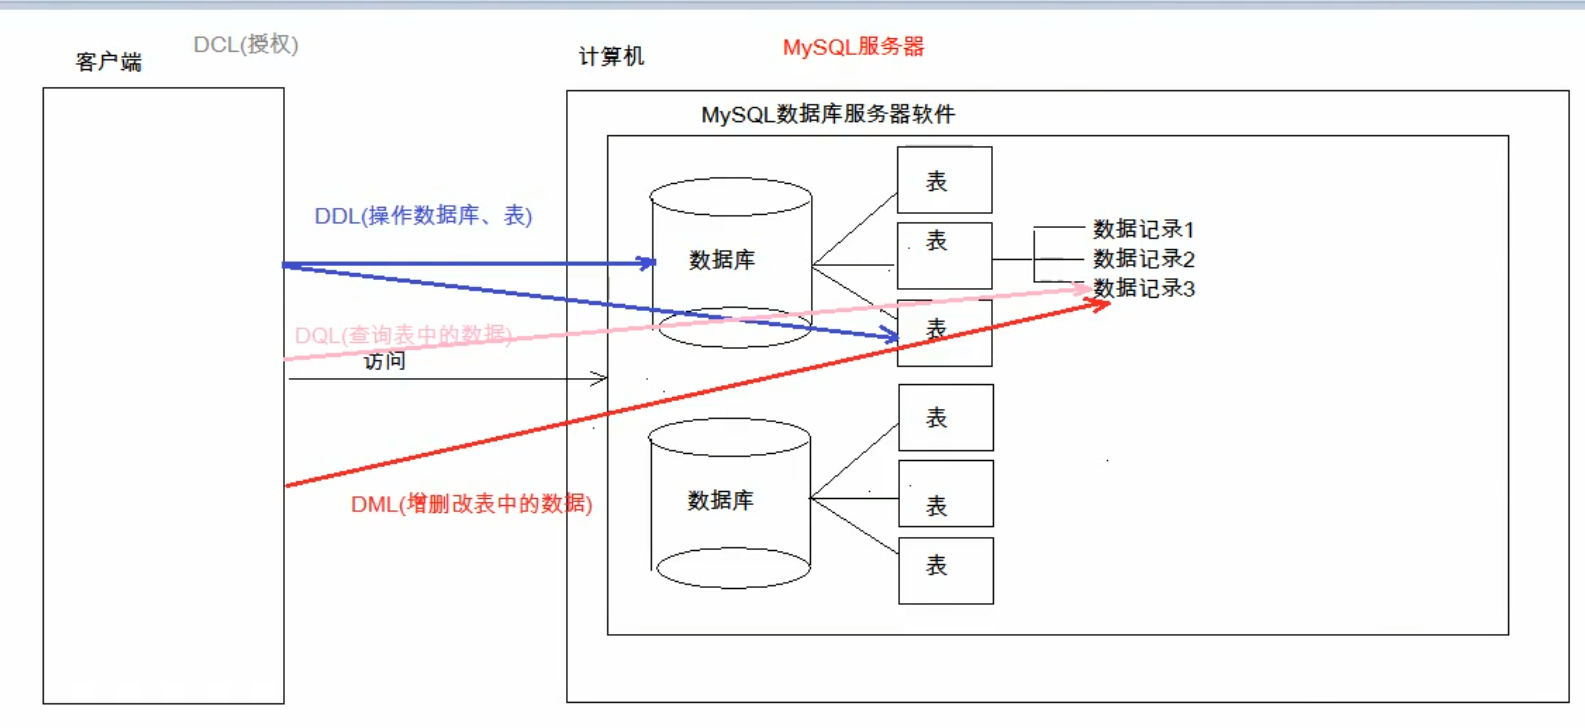 DCL(授权)
客户端
计算机
MySQL服务器
MySQL数据库服务器软件
表
DDL(操作数据库、表)
数据库
表
数据记录1
数据记录2
数据记录3
DQL(查询表中的数据)
表
访问
表
数据库
表
DML(增删改表中的数据)
表